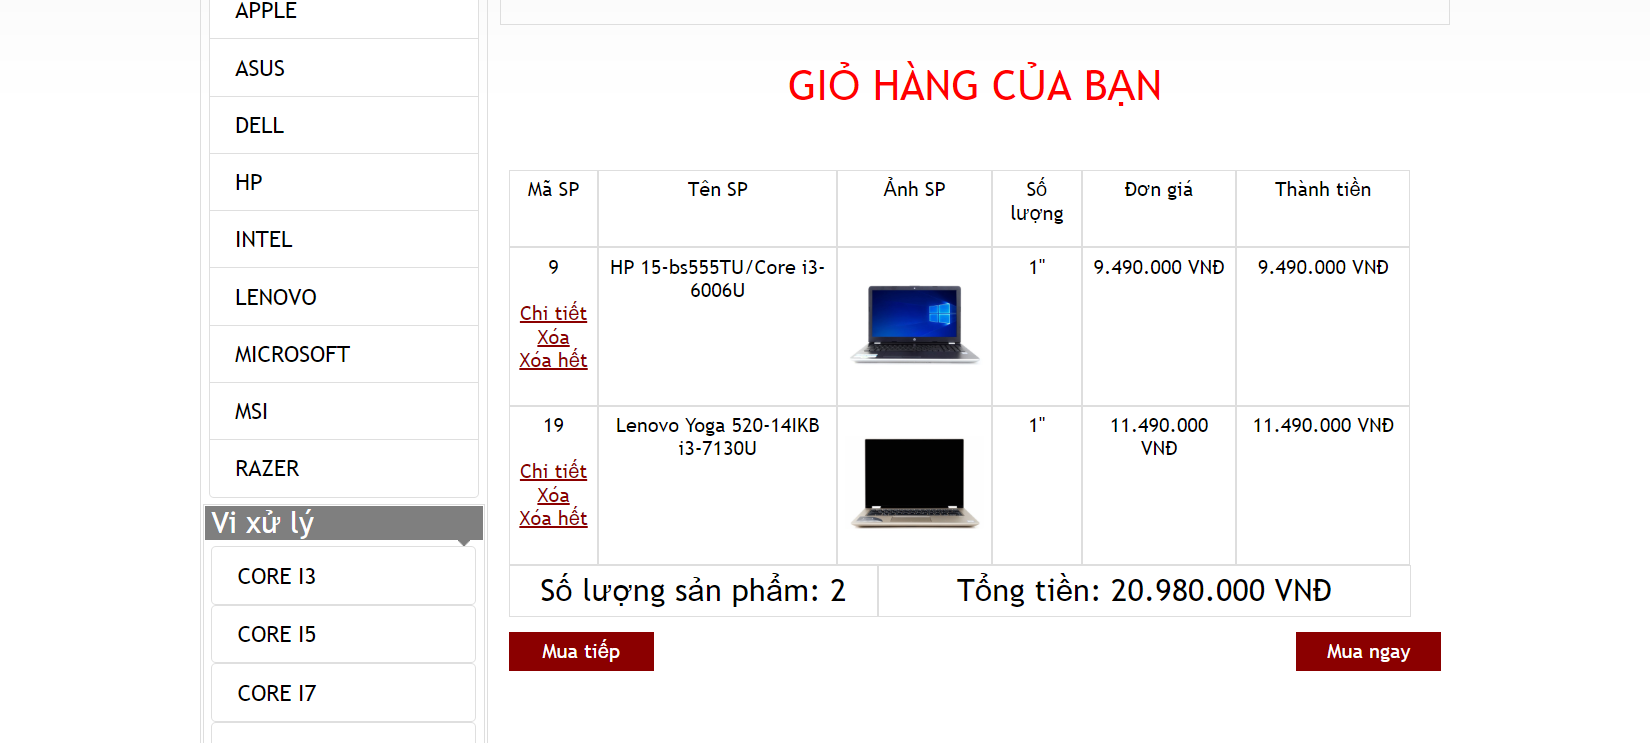 APPLE
ASUS
DELL
HP
INTEL
LENOVO
MICROSOFT
MSI
RAZER
Vi xử lý
CORE I3
CORE I5
CORE I7
GIỎ HÀNG CỦA BẠN
Mã SP
Tên SP
Ảnh SP
Số
lượng
Đơn giá
Thành tiền
9
Chi tiết
Xóa
Xóa hết
HP 15-bs555TU/Core i3-
6006U
1"
9.490.000 VNĐ
9.490.000 VNĐ
19
Chi tiết
Xóa
Xóa hết
Lenovo Yoga 520-14IKB
i3-7130U
1"
11.490.000
VNĐ
11.490.000 VNĐ
Số lượng sản phẩm: 2
Tổng tiền: 20.980.000 VNĐ
Mua tiếp
Mua ngay